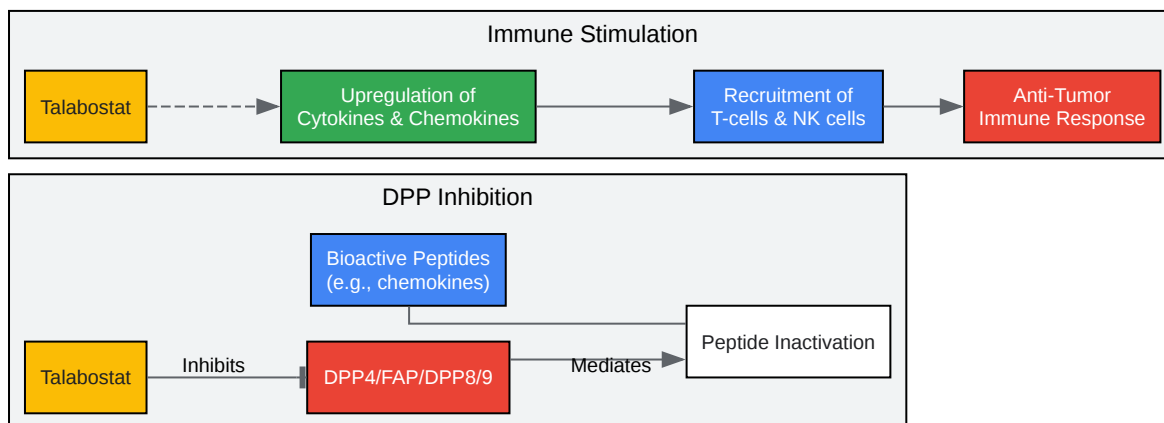 Immune Stimulation
Talabostat
Upregulation of
Cytokines & Chemokines
Recruitment of
T-cells & NK cells
Anti-Tumor
Immune Response
DPP Inhibition
Bioactive Peptides
(e.g., chemokines)
Peptide Inactivation
Talabostat
Inhibits
DPP4/FAP/DPP8/9
Mediates